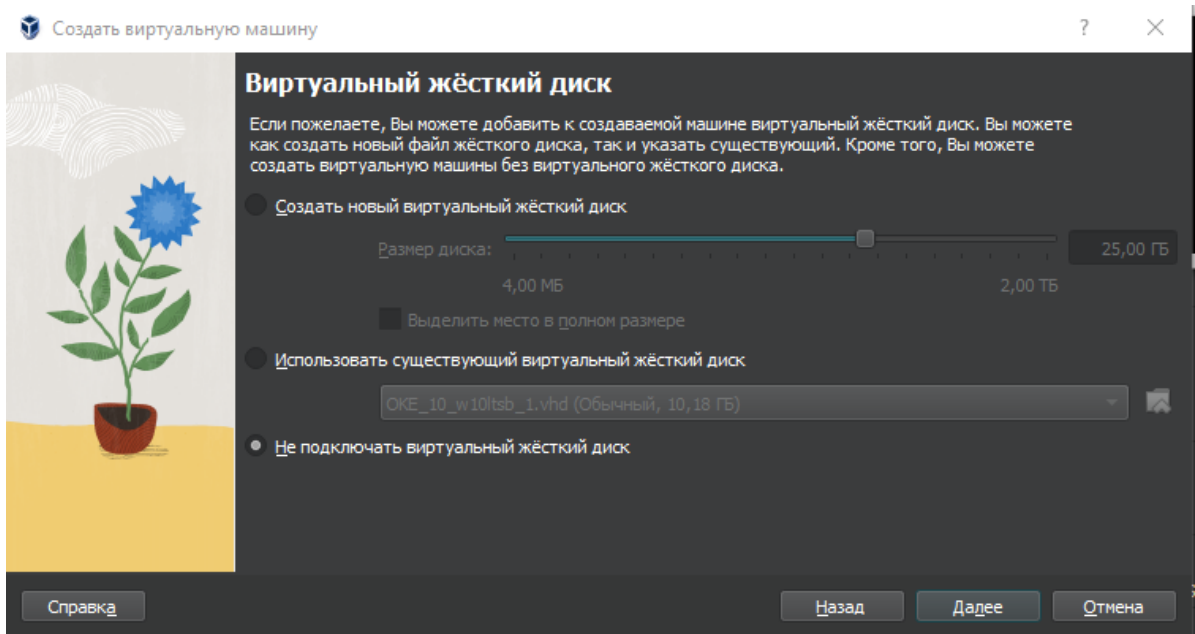 Создать виртуальную машину
?
Виртуальный жёсткий диск
Если пожелаете, Вы можете добавить к создаваемой машине виртуальный жёсткий диск. Вы можете
как создать новый файл жёсткого диска, так и указать существующий. Кроме того, Вы можете
создать виртуальную машины без виртуального жёсткого диска.
Создать новый виртуальный жёсткий диск
Размер диска:
25,00 ГБ
4,00 МБ
2,00 ТБ
Выделить место в полном размере
Использовать существующий виртуальный жёсткий диск
OKE_10_w10ltsb_1.vhd (Обычный, 10,18 ГБ)
Не подключать виртуальный жёсткий диск
Справка
Назад
Далее
Отмена